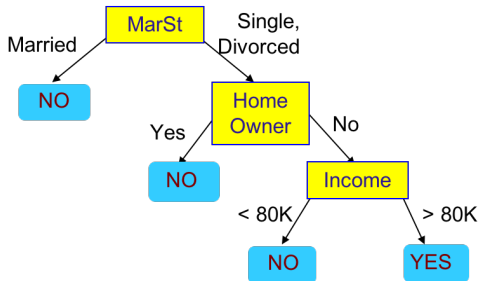 MarSt
Married
Single,
Divorced
NO
Home
Owner
Yes
No
NO
Income
< 80K
> 80K
NO
YES